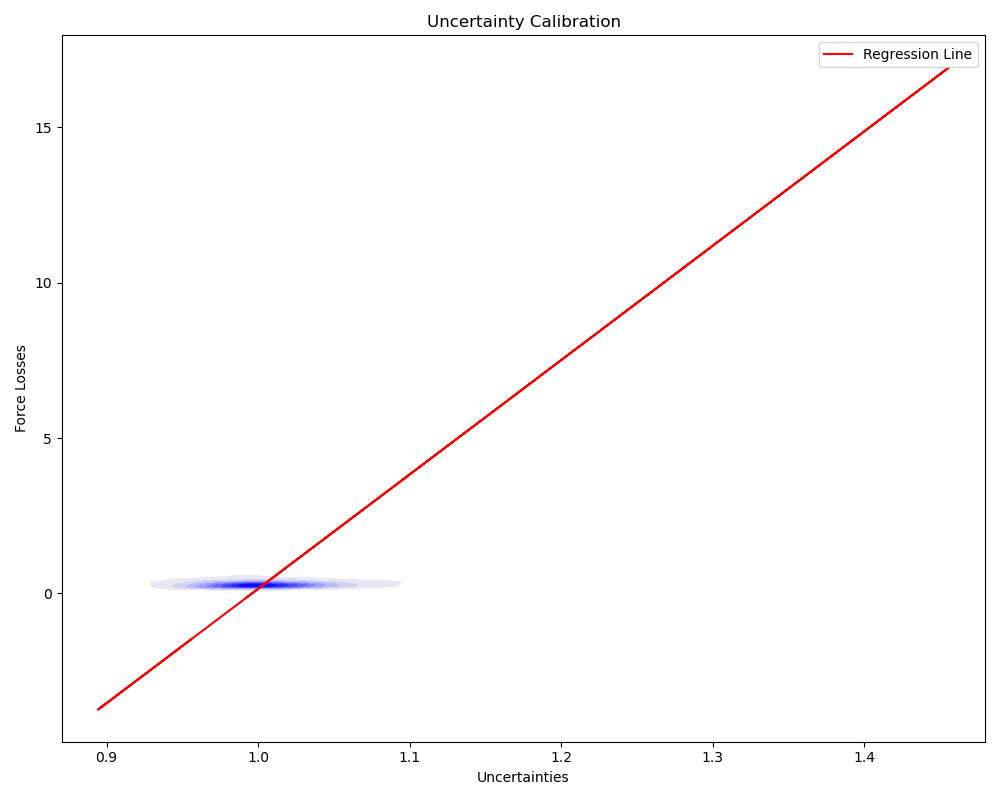 Uncertainty Calibration
Regression Line
Force Losses
15
10
5
0
0.9
1.0
1.1
1.2
1.3
1.4
Uncertainties